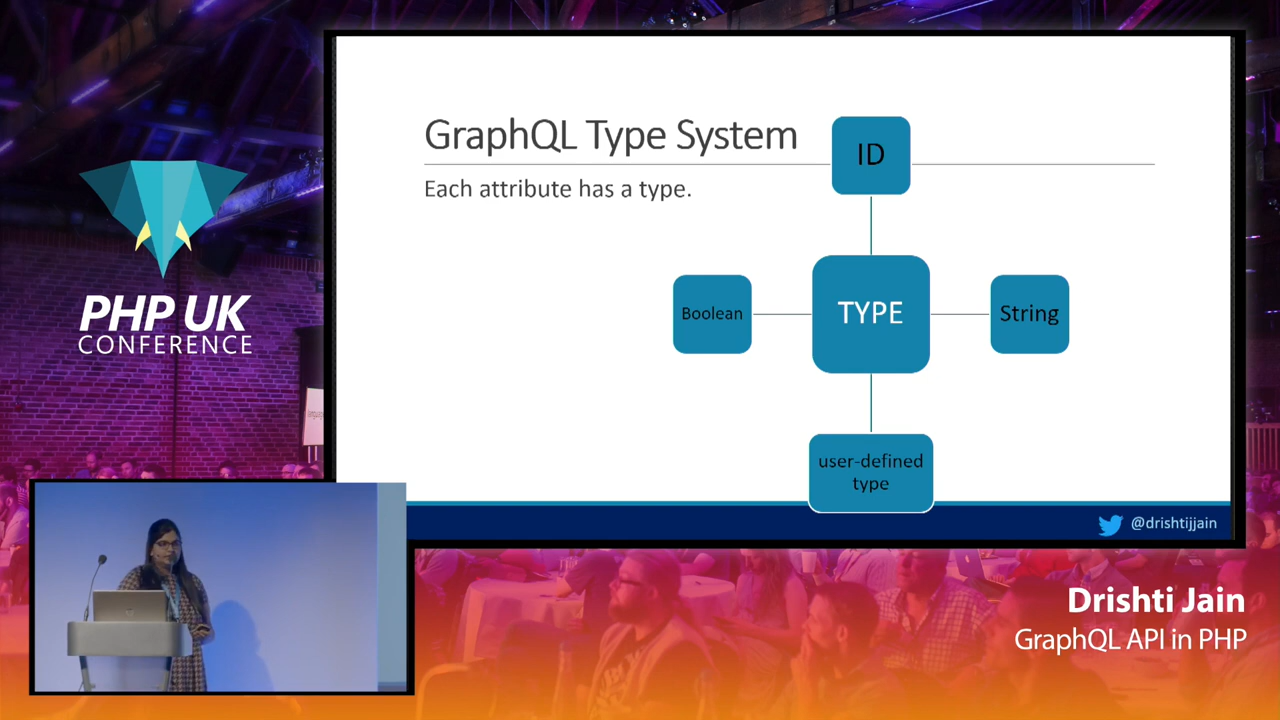 GraphQL Type System
Each attribute has a type.
ID
Boolean
TYPE
String
user-defined
type
@drishtijjain
PHP UK
CONFERENCE
Drishti Jain
GraphQL API in PHP